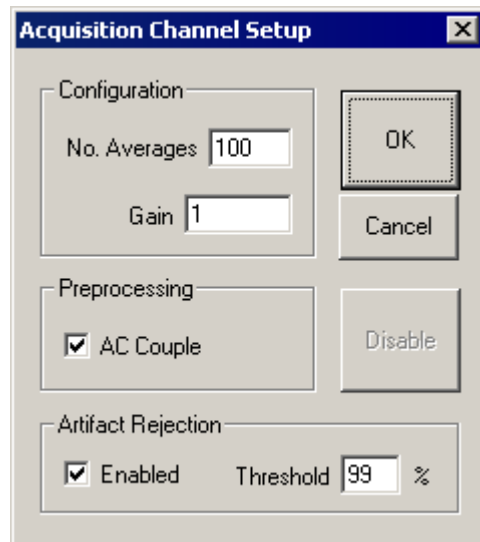 Acquisition Channel Setup
Configuration
No. Averages 100
OK
Gain 1
Cancel
Preprocessing
AC Couple
Disable
Artifact Rejection
Enabled Threshold 99 %